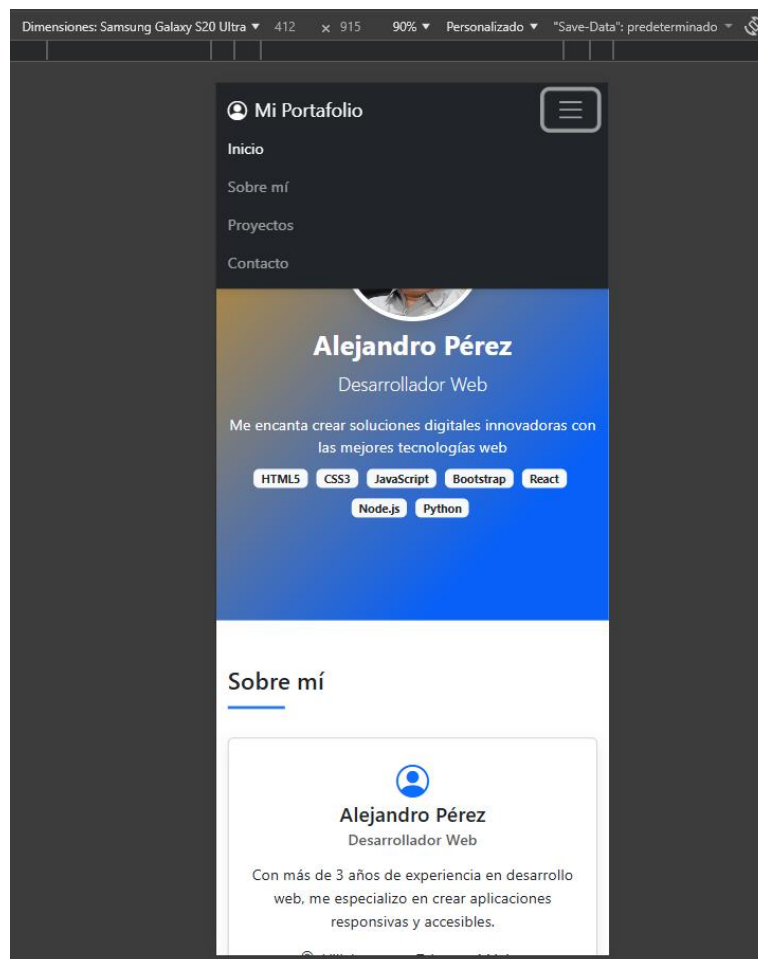 Dimensiones: Samsung Galaxy S20 Ultra ▼ 412 x 915 90% ▼ Personalizado ▼ "Save-Data": predeterminado ▼
Mi Portafolio
Inicio
Sobre mí
Proyectos
Contacto
Alejandro Pérez
Desarrollador Web
Me encanta crear soluciones digitales innovadoras con
las mejores tecnologías web
HTML5 CSS3 JavaScript Bootstrap React
Node.js Python
Sobre mí
Alejandro Pérez
Desarrollador Web
Con más de 3 años de experiencia en desarrollo
web, me especializo en crear aplicaciones
responsivas y accesibles.